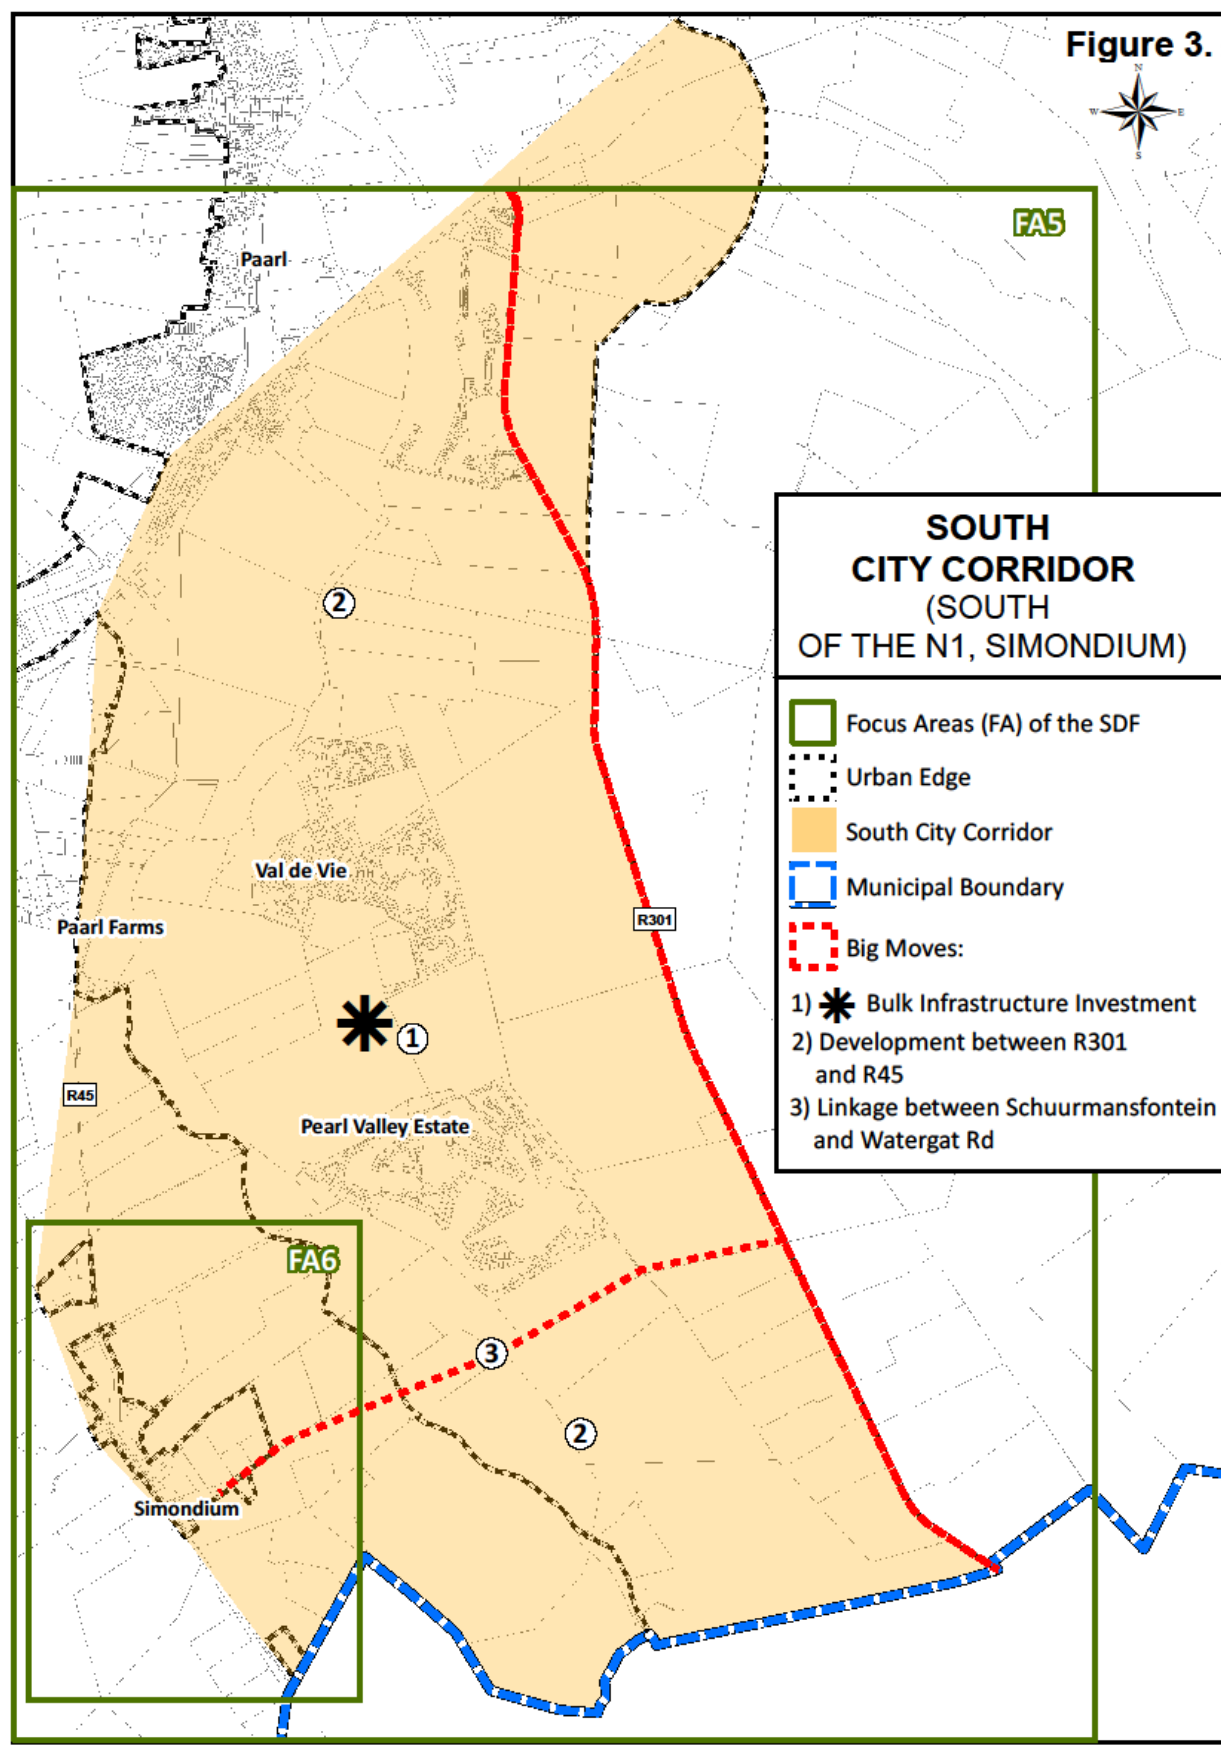 Figure 3.
N
W
E
S
FA5
Paarl
SOUTH
CITY CORRIDOR
(SOUTH
OF THE N1, SIMONDIUM)
2
Focus Areas (FA) of the SDF
Urban Edge
South City Corridor
Municipal Boundary
Big Moves:
1) Bulk Infrastructure Investment
2) Development between R301
and R45
3) Linkage between Schuurmansfontein
and Watergat Rd
Val de Vie
Paarl Farms
R301
1
R45
Pearl Valley Estate
FA6
3
2
Simondium